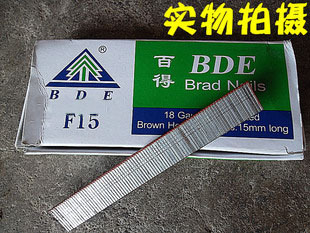 实物拍摄
®
BDE
F15
百得
BDE
Brad Nails
18 Ga
Brown H
.15mm long